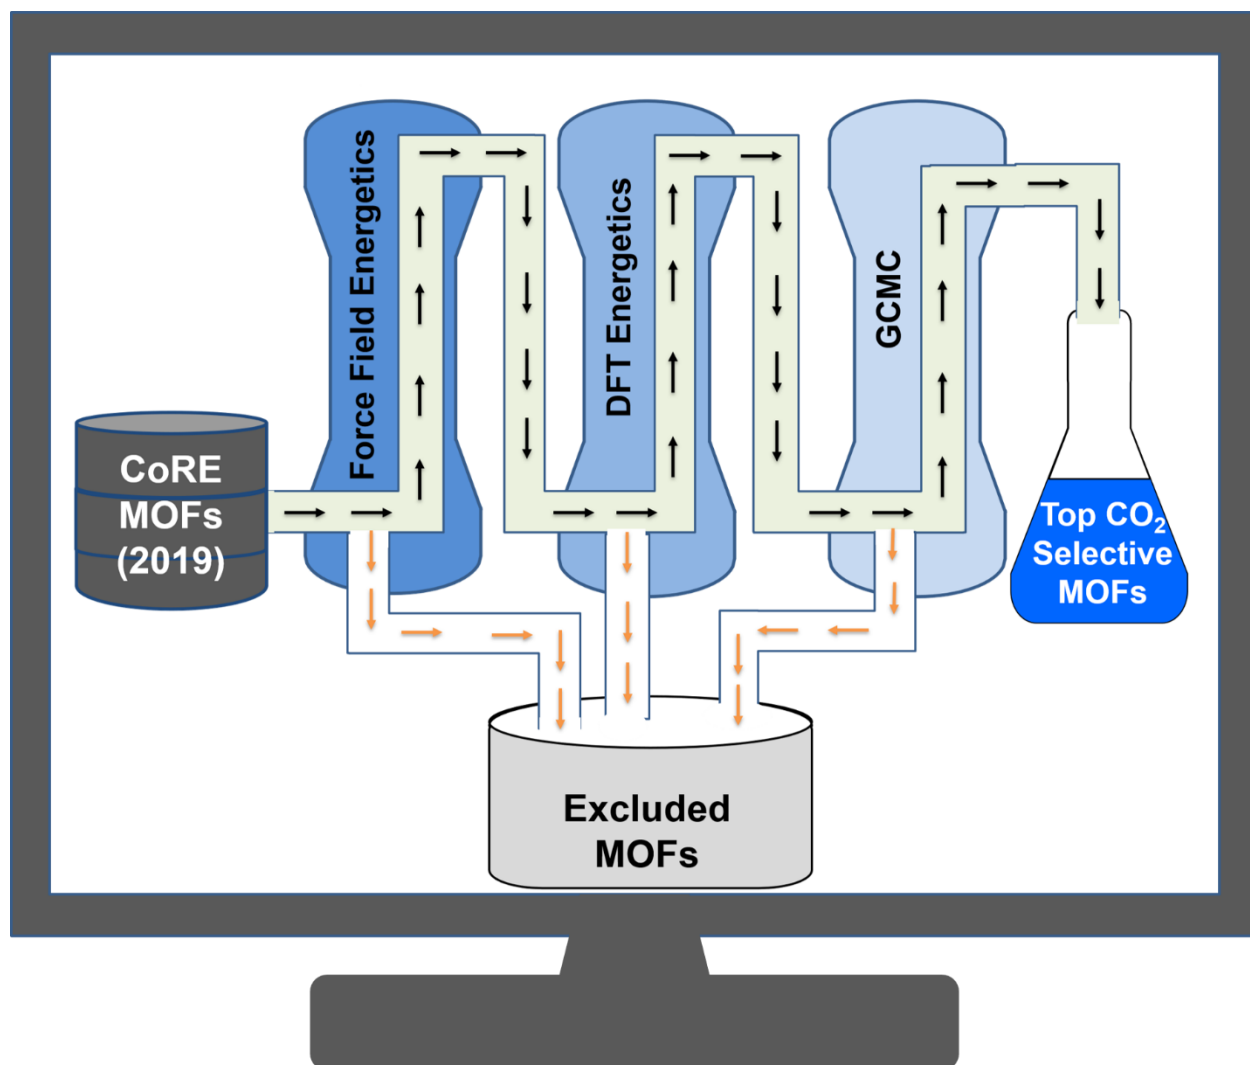 CoRE
MOFs
(2019)
Force Field Energetics
DFT Energetics
GCMC
Top CO₂
Selective
MOFs
Excluded
MOFs